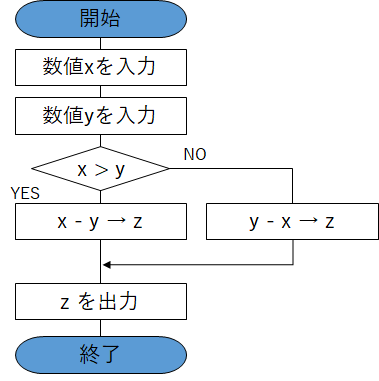 開始
数値xを入力
数値yを入力
x > y
NO
YES
x - y → z
y - x → z
z を出力
終了